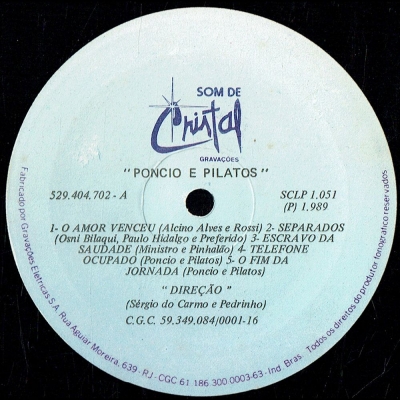 SOM DE
Cristal
GRAVAÇÕES
"PONCIO E PILATOS"
529.404.702 - A
SCLP 1.051
(P) 1.989
1- O AMOR VENCEU (Alcino Alves e Rossi) 2- SEPARADOS
(Osni Bilaqui, Paulo Hidalgo e Preferido) 3- ESCRAVO DA
SAUDADE (Ministro e Pinhalão) 4- TELEFONE
OCUPADO (Poncio e Pilatos) 5- O FIM DA
JORNADA (Poncio e Pilatos)
"DIREÇÃO"
(Sérgio do Carmo e Pedrinho)
C.G.C. 59.349.084/0001-16
Fabricado por Gravações Elétricas S.A. Rua Aguiar Moreira, 639 - RJ - CGC 61 186 300 0003-63 - Ind. Bras. Todos os direitos do produtor fonográfico reservados